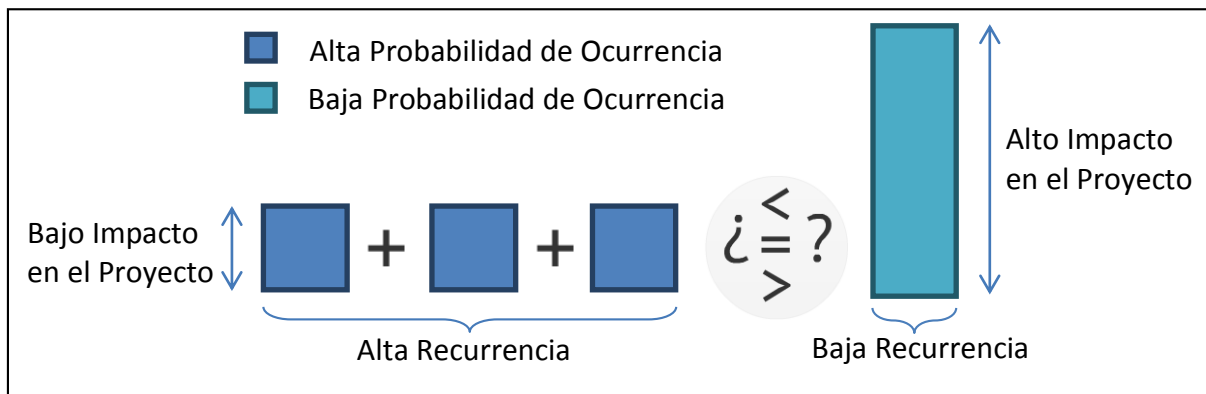 Alta Probabilidad de Ocurrencia
Baja Probabilidad de Ocurrencia
Alto Impacto
en el Proyecto
Bajo Impacto
en el Proyecto
+
+
<
¿ = ?
>
Alta Recurrencia
Baja Recurrencia